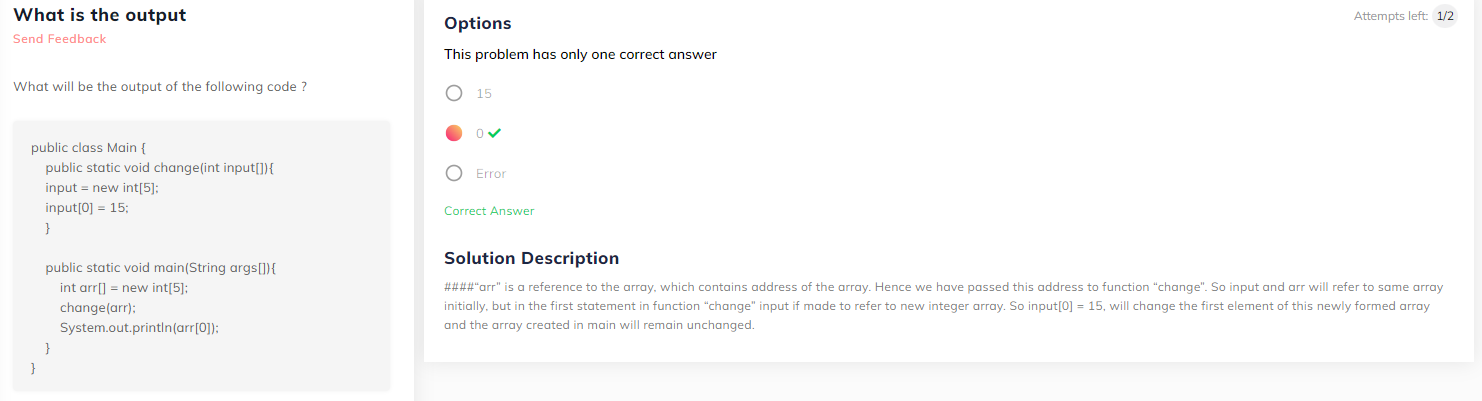 What is the output
Send Feedback
What will be the output of the following code ?
public class Main {
public static void change(int input[]){
input = new int[5];
input[0] = 15;
}
public static void main(String args[]){
int arr[] = new int[5];
change(arr);
System.out.println(arr[0]);
}
}
Options
Attempts left: 1/2
This problem has only one correct answer
15
0
Error
Correct Answer
Solution Description
####“arr” is a reference to the array, which contains address of the array. Hence we have passed this address to function “change”. So input and arr will refer to same array
initially, but in the first statement in function “change” input if made to refer to new integer array. So input[0] = 15, will change the first element of this newly formed array
and the array created in main will remain unchanged.